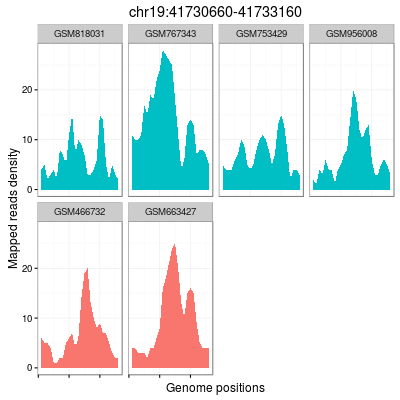 chr19:41730660-41733160
GSM818031 GSM767343 GSM753429 GSM956008
20
10
0
Mapped reads density
GSM466732 GSM663427
20
10
0
Genome positions